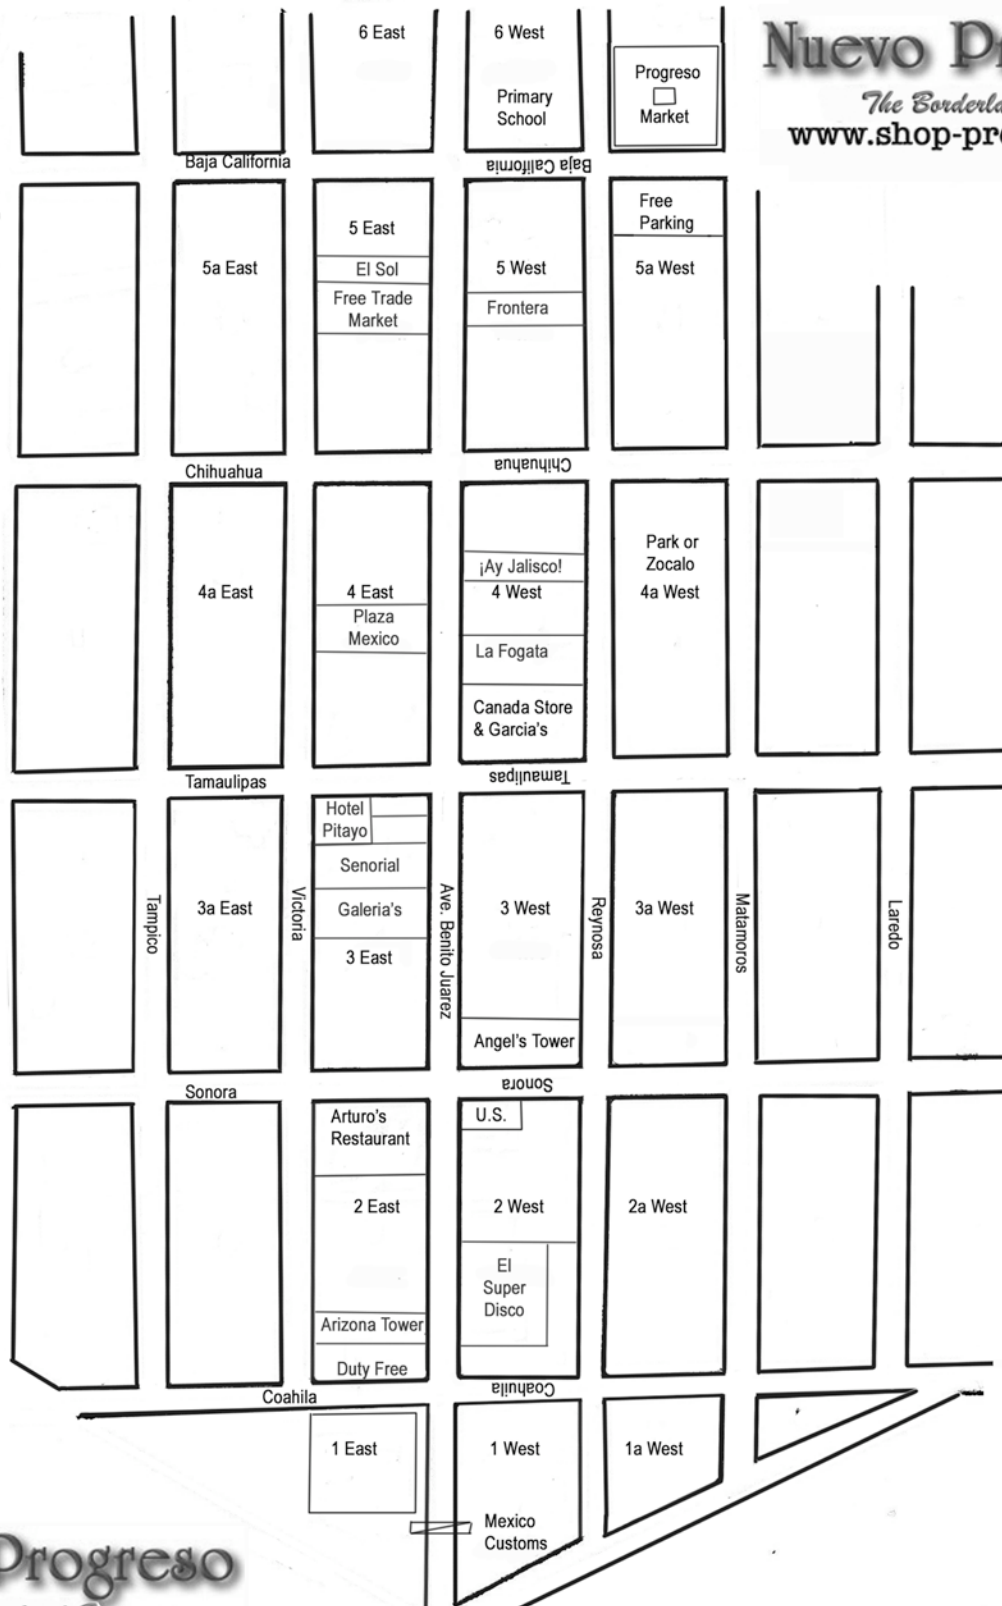 6 East
6 West
Nuevo
Primary
School
Progreso
Market
The
www.shop-pro
Baja California
Baja California
5a East
5 East
El Sol
Free Trade
Market
5 West
Frontera
Free
Parking
5a West
Chihuahua
Chihuahua
4a East
4 East
Plaza
Mexico
¡Ay Jalisco!
4 West
La Fogata
Canada Store
& Garcia's
Park or
Zocalo
4a West
Tamaulipas
Tamaulipas
Tampico
3a East
Victoria
Hotel
Pitayo
Senorial
Galeria's
3 East
Ave. Benito Juarez
3 West
Angel's Tower
Reynosa
3a West
Matamoros
Laredo
Sonora
Sonora
Arturo's
Restaurant
2 East
Arizona Tower
Duty Free
U.S.
2 West
El
Super
Disco
2a West
Coahila
Coahuila
1 East
1 West
1a West
Mexico
Customs
Progreso